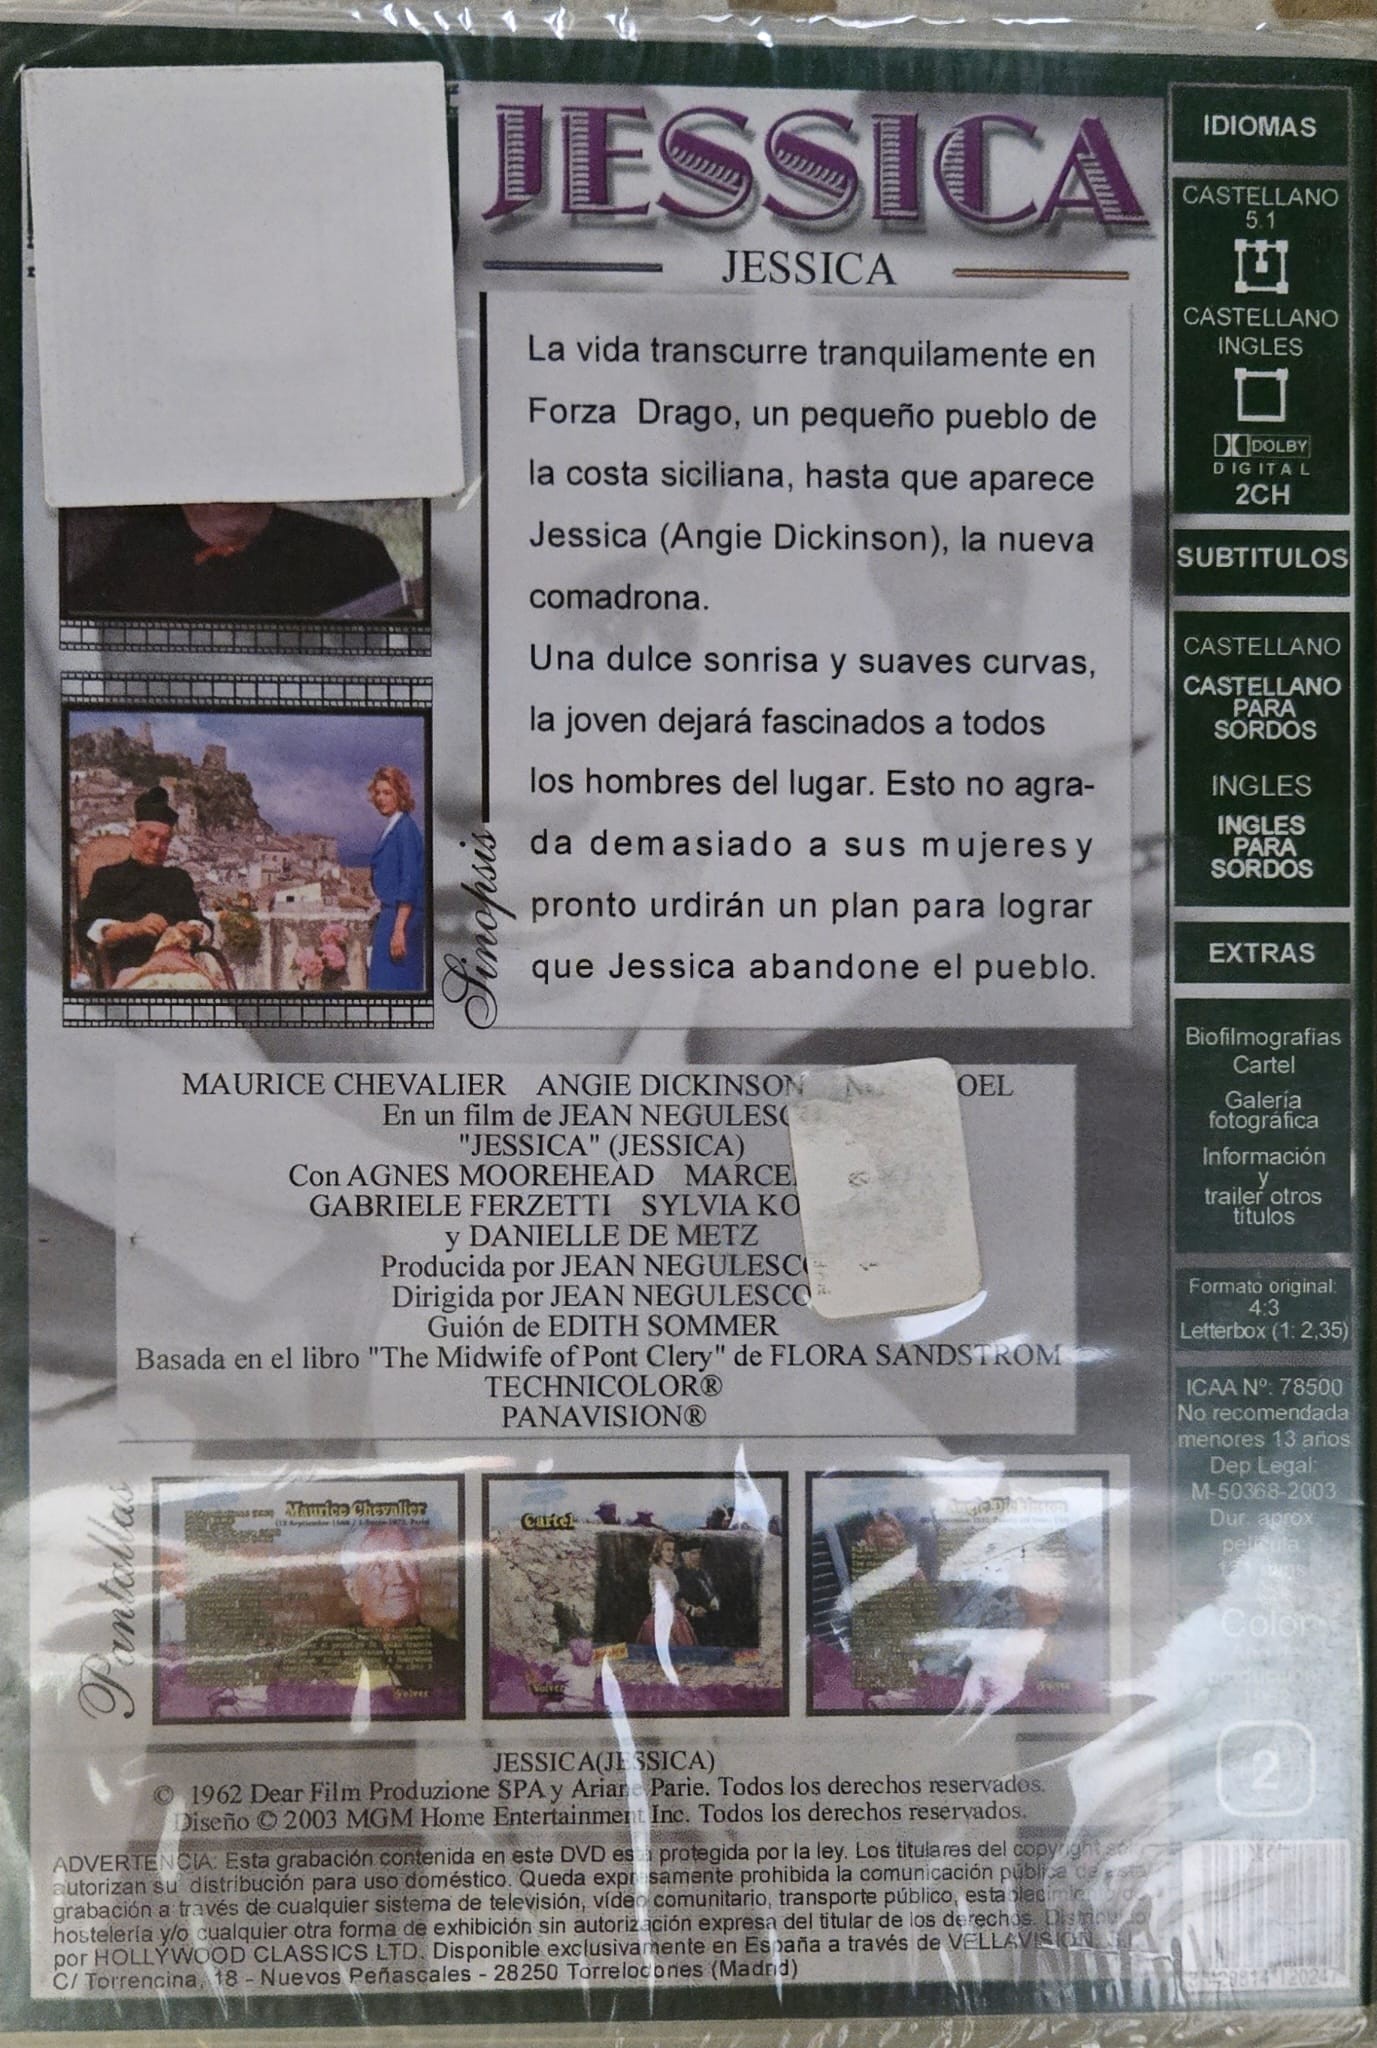 JESSICA
JESSICA
La vida transcurre tranquilamente en
Forza Drago, un pequeño pueblo de
la costa siciliana, hasta que aparece
Jessica (Angie Dickinson), la nueva
comadrona.
Una dulce sonrisa y suaves curvas,
la joven dejará fascinados a todos
los hombres del lugar. Esto no agra-
da demasiado a sus mujeres y
pronto urdirán un plan para lograr
que Jessica abandone el pueblo.
Sinopsis
MAURICE CHEVALIER ANGIE DICKINSON
En un film de JEAN NEGULESC
"JESSICA" (JESSICA)
Con AGNES MOOREHEAD MARCE
GABRIELE FERZETTI SYLVIA KO
y DANIELLE DE METZ
Producida por JEAN NEGULESCO
Dirigida por JEAN NEGULESCO
Guión de EDITH SOMMER
Basada en el libro "The Midwife of Pont Clery" de FLORA SANDSTROM
TECHNICOLOR®
PANAVISION®
Pantallas
Maurice Chevalier
Volver
Cartel
Volver
Angie Dickinson
JESSICA(JESSICA)
© 1962 Dear Film Produzione SPA y Ariane Parie. Todos los derechos reservados.
Diseño © 2003 MGM Home Entertainment Inc. Todos los derechos reservados.
ADVERTENCIA: Esta grabación contenida en este DVD está protegida por la ley. Los titulares del copyright solo
autorizan su distribución para uso doméstico. Queda expresamente prohibida la comunicación pública de esta
grabación a través de cualquier sistema de televisión, vídeo comunitario, transporte público, establecimiento de
hostelería y/o cualquier otra forma de exhibición sin autorización expresa del titular de los derechos. Distribuido
por HOLLYWOOD CLASSICS LTD. Disponible exclusivamente en España a través de VELLAVISION
C/ Torrencina, 18 - Nuevos Peñascales - 28250 Torrelodones (Madrid)
IDIOMAS
CASTELLANO
5.1
CASTELLANO
INGLES
DOLBY
DIGITAL
2CH
SUBTITULOS
CASTELLANO
CASTELLANO
PARA
SORDOS
INGLES
INGLES
PARA
SORDOS
EXTRAS
Biofilmografias
Cartel
Galería
fotográfica
Información
y
trailer otros
títulos
Formato original:
4:3
Letterbox (1: 2,35)
ICAA Nº: 78500
No recomendada
menores 13 años
Dep Legal:
M-50368-2003
Dur. aprox
película
Color
2